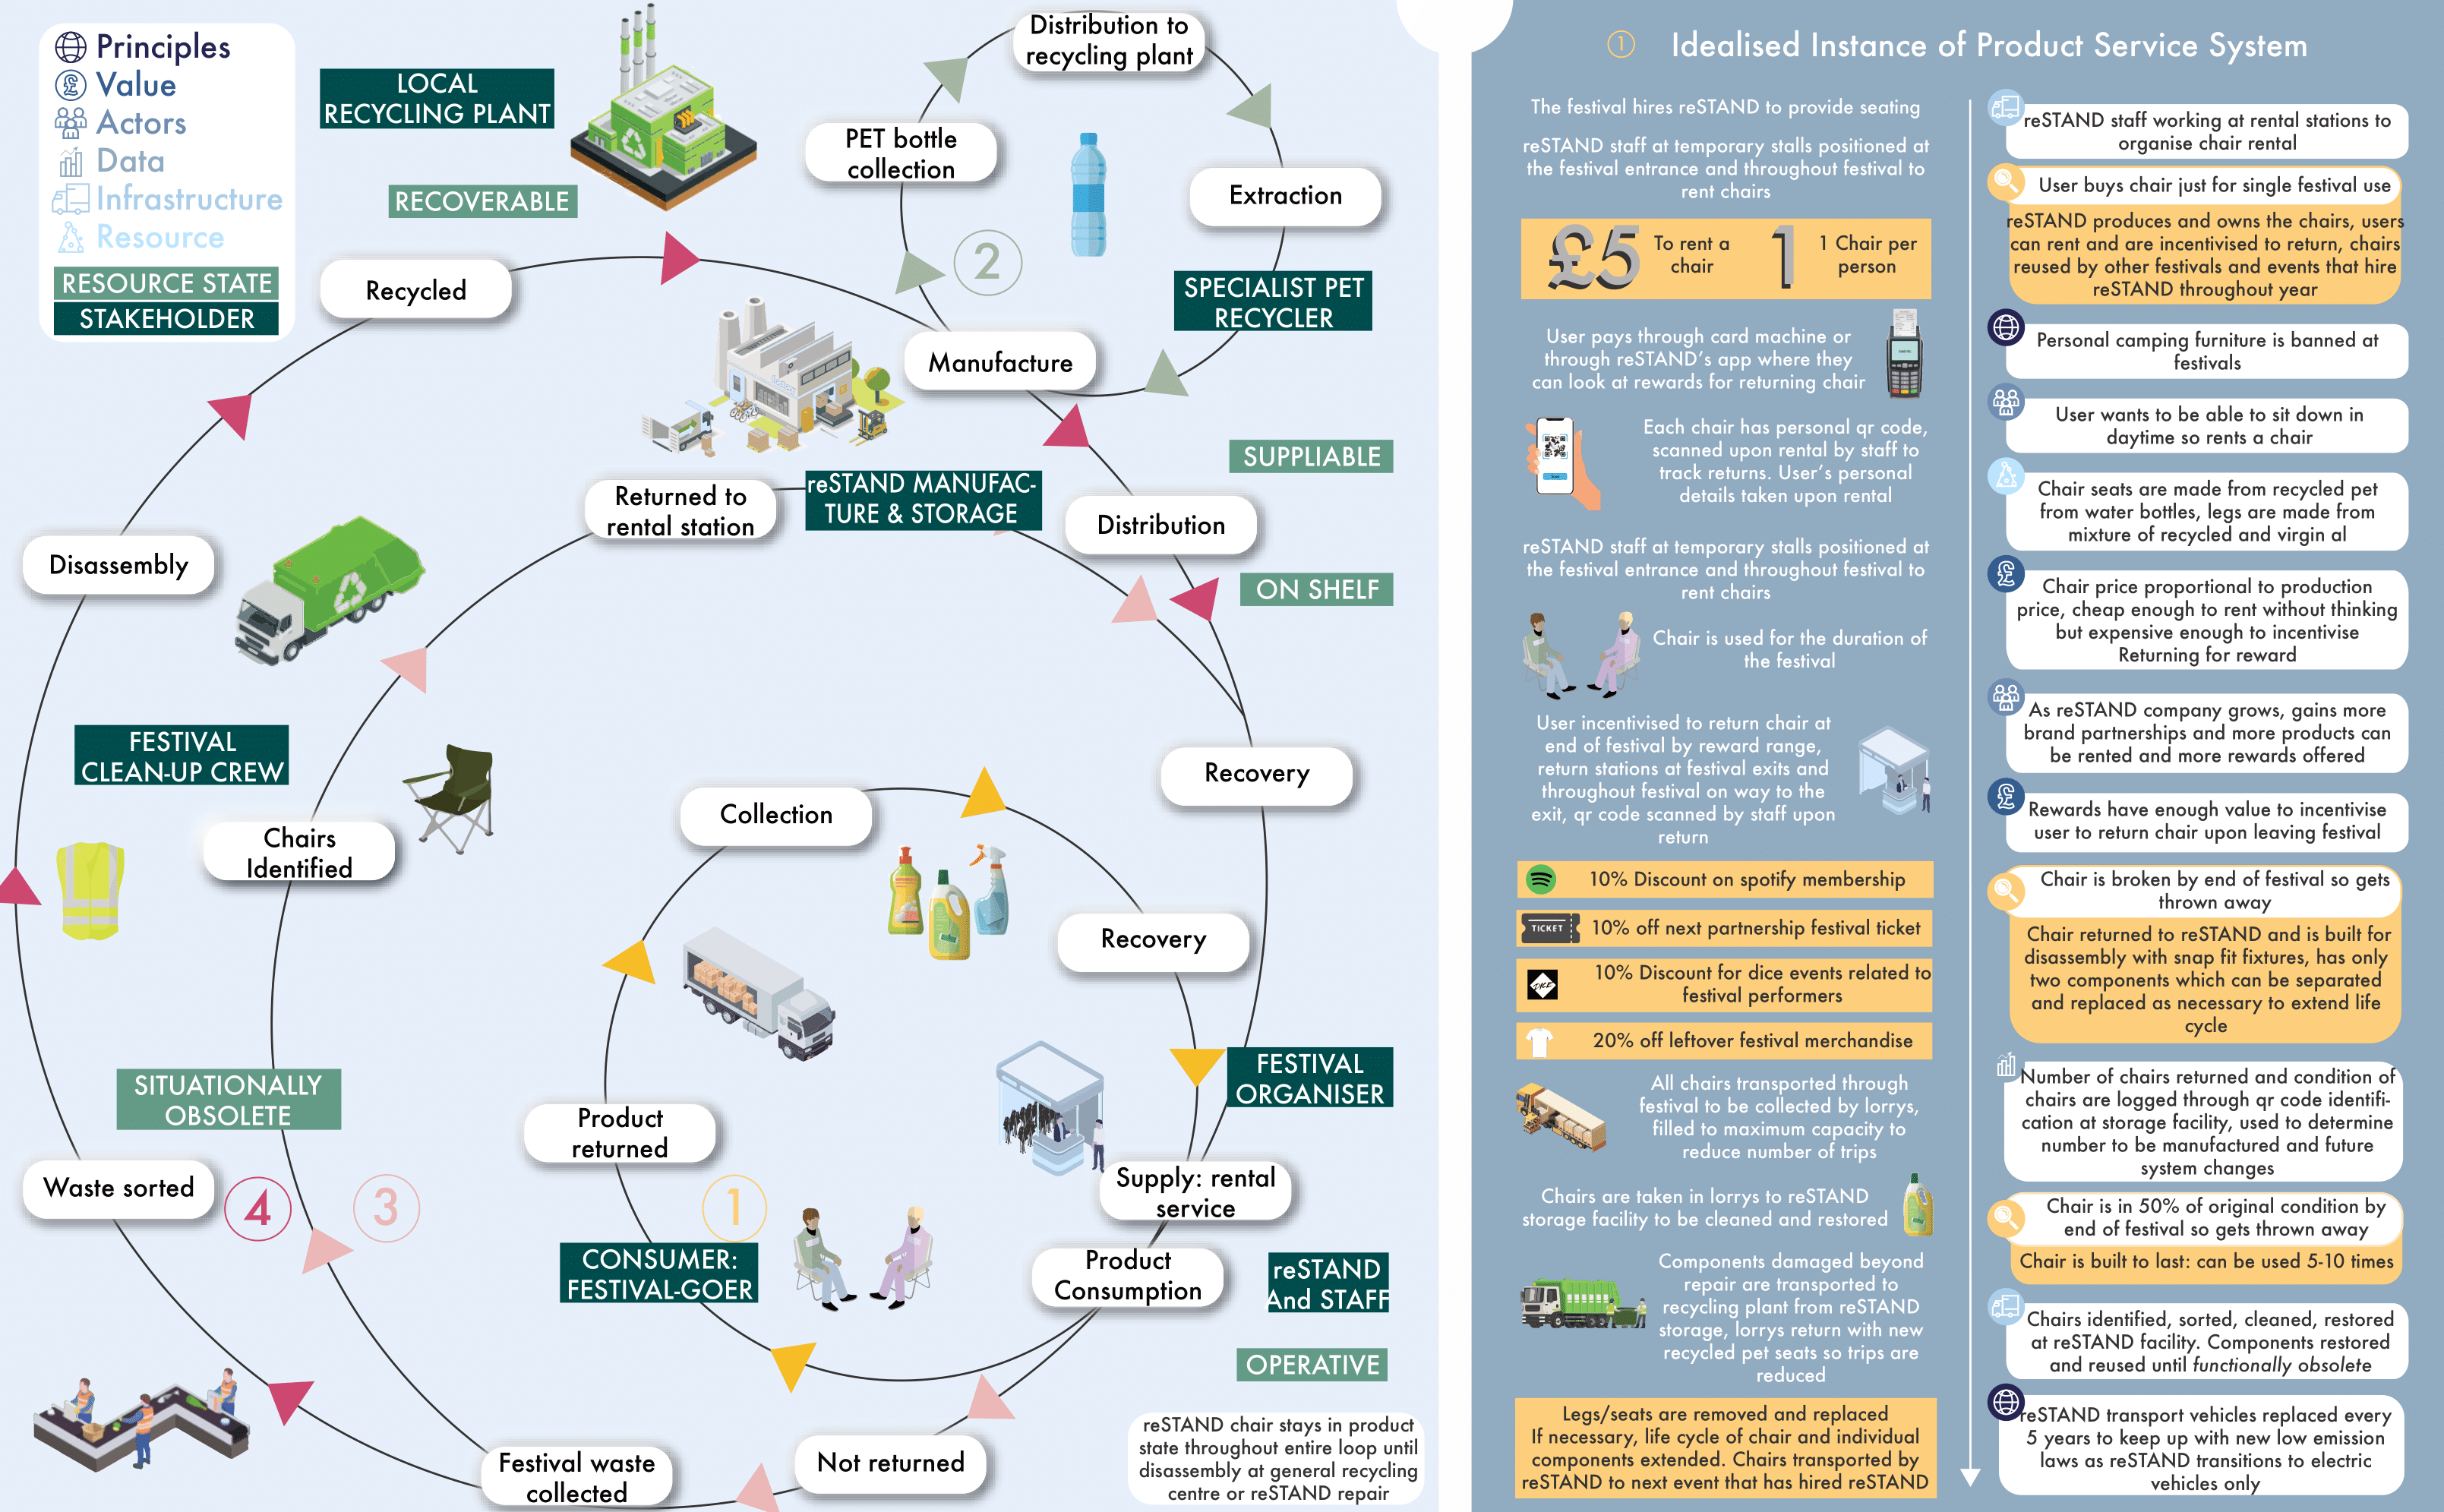 Principles
Value
Actors
Data
Infrastructure
Resource
RESOURCE STATE
STAKEHOLDER
LOCAL
RECYCLING PLANT
RECOVERABLE
Distribution to
recycling plant
PET bottle
collection
Extraction
2
SPECIALIST PET
RECYCLER
Recycled
Manufacture
SUPPLIABLE
Returned to
rental station
reSTAND MANUFAC-
TURE & STORAGE
Distribution
Disassembly
ON SHELF
FESTIVAL
CLEAN-UP CREW
Recovery
Collection
Chairs
Identified
Recovery
FESTIVAL
ORGANISER
SITUATIONALLY
OBSOLETE
Product
returned
Supply: rental
service
Waste sorted
4
3
1
CONSUMER:
FESTIVAL-GOER
Product
Consumption
reSTAND
And STAFF
OPERATIVE
Festival waste
collected
Not returned
reSTAND chair stays in product
state throughout entire loop until
disassembly at general recycling
centre or reSTAND repair
1 Idealised Instance of Product Service System
The festival hires reSTAND to provide seating
reSTAND staff at temporary stalls positioned at
the festival entrance and throughout festival to
rent chairs
£5 To rent a
chair
1 1 Chair per
person
User pays through card machine or
through reSTAND's app where they
can look at rewards for returning chair
Each chair has personal qr code,
scanned upon rental by staff to
track returns. User's personal
details taken upon rental
reSTAND staff at temporary stalls positioned at
the festival entrance and throughout festival to
rent chairs
Chair is used for the duration of
the festival
User incentivised to return chair at
end of festival by reward range,
return stations at festival exits and
throughout festival on way to the
exit, qr code scanned by staff upon
return
10% Discount on spotify membership
TICKET
10% off next partnership festival ticket
DICE
10% Discount for dice events related to
festival performers
20% off leftover festival merchandise
All chairs transported through
festival to be collected by lorrys,
filled to maximum capacity to
reduce number of trips
Chairs are taken in lorrys to reSTAND
storage facility to be cleaned and restored
Components damaged beyond
repair are transported to
recycling plant from reSTAND
storage, lorrys return with new
recycled pet seats so trips are
reduced
Legs/seats are removed and replaced
If necessary, life cycle of chair and individual
components extended. Chairs transported by
reSTAND to next event that has hired reSTAND
reSTAND staff working at rental stations to
organise chair rental
User buys chair just for single festival use
reSTAND produces and owns the chairs, users
can rent and are incentivised to return, chairs
reused by other festivals and events that hire
reSTAND throughout year
Personal camping furniture is banned at
festivals
User wants to be able to sit down in
daytime so rents a chair
Chair seats are made from recycled pet
from water bottles, legs are made from
mixture of recycled and virgin al
Chair price proportional to production
price, cheap enough to rent without thinking
but expensive enough to incentivise
Returning for reward
As reSTAND company grows, gains more
brand partnerships and more products can
be rented and more rewards offered
Rewards have enough value to incentivise
user to return chair upon leaving festival
Chair is broken by end of festival so gets
thrown away
Chair returned to reSTAND and is built for
disassembly with snap fit fixtures, has only
two components which can be separated
and replaced as necessary to extend life
cycle
Number of chairs returned and condition of
chairs are logged through qr code identifi-
cation at storage facility, used to determine
number to be manufactured and future
system changes
Chair is in 50% of original condition by
end of festival so gets thrown away
Chair is built to last: can be used 5-10 times
Chairs identified, sorted, cleaned, restored
at reSTAND facility. Components restored
and reused until functionally obsolete
reSTAND transport vehicles replaced every
5 years to keep up with new low emission
laws as reSTAND transitions to electric
vehicles only